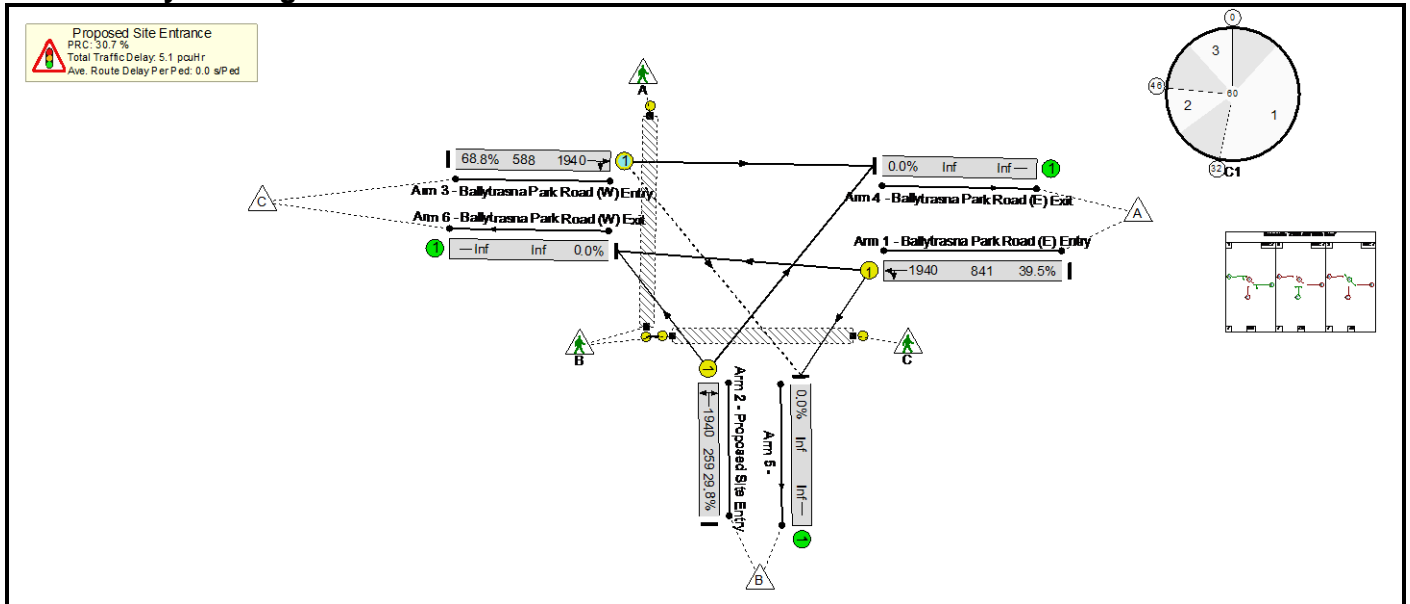 Proposed Site Entrance
PRC: 30.7 %
Total Traffic Delay: 5.1 pcuHr
Ave. Route Delay Per Ped: 0.0 s/Ped
0
3
46
60
2
1
32
C1
A
68.8% 588 1940
1
0.0% Inf Inf
1
Arm 3 - Ballytrasna Park Road (W) Entry
Arm 4 - Ballytrasna Park Road (E) Exit
C
A
Arm 6 - Ballytrasna Park Road (W) Exit
Arm 1 - Ballytrasna Park Road (E) Entry
1
Inf Inf 0.0%
1
1940 841 39.5%
B
C
1
Arm 2 - Proposed Site Entry
1940 259 29.8%
0.0% Inf Inf
Arm 5 -
1
B